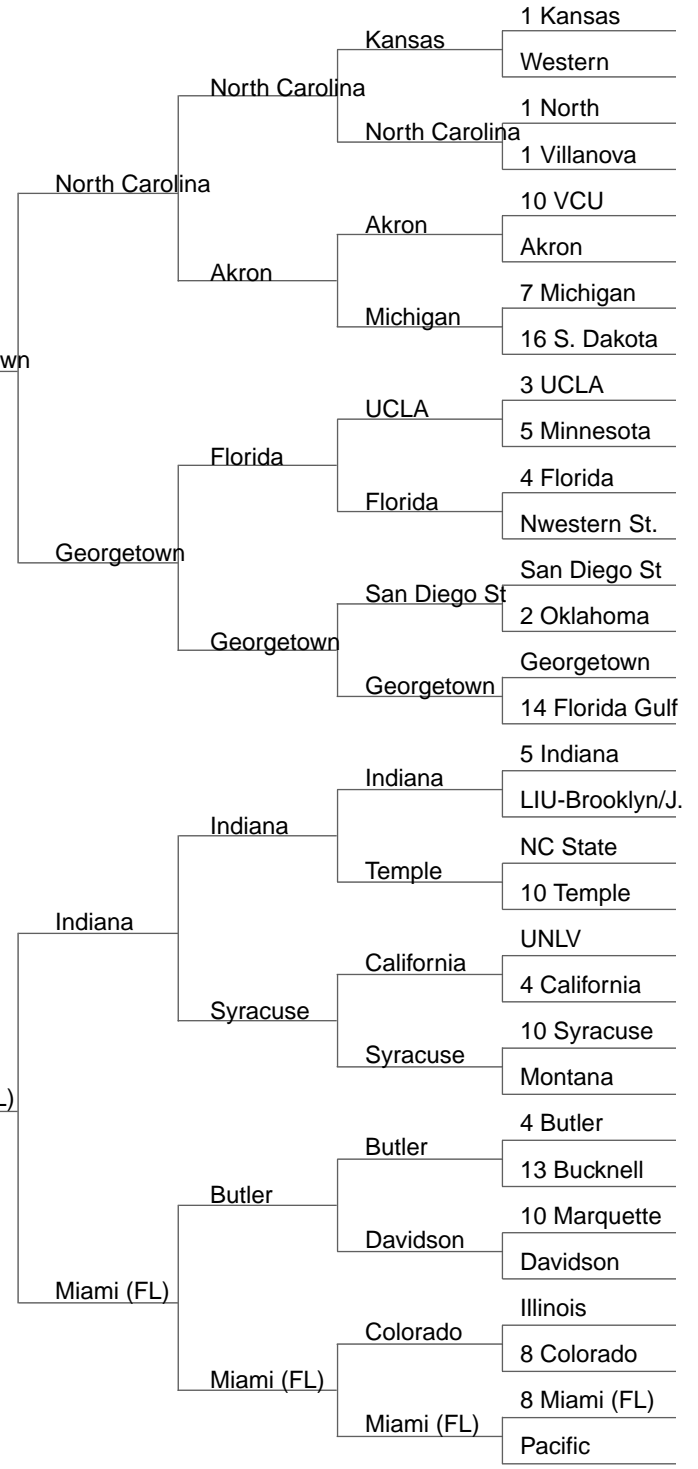 1 Kansas
Kansas
Western
North Carolina
1 North
North Carolina
1 Villanova
North Carolina
10 VCU
Akron
Akron
Akron
7 Michigan
Michigan
16 S. Dakota
wn
3 UCLA
UCLA
5 Minnesota
Florida
4 Florida
Florida
Nwestern St.
Georgetown
San Diego St
San Diego St
2 Oklahoma
Georgetown
Georgetown
Georgetown
14 Florida Gulf
5 Indiana
Indiana
LIU-Brooklyn/J.
Indiana
NC State
Temple
10 Temple
Indiana
UNLV
California
4 California
Syracuse
10 Syracuse
Syracuse
Montana
L)
4 Butler
Butler
13 Bucknell
Butler
10 Marquette
Davidson
Davidson
Miami (FL)
Illinois
Colorado
8 Colorado
Miami (FL)
8 Miami (FL)
Miami (FL)
Pacific